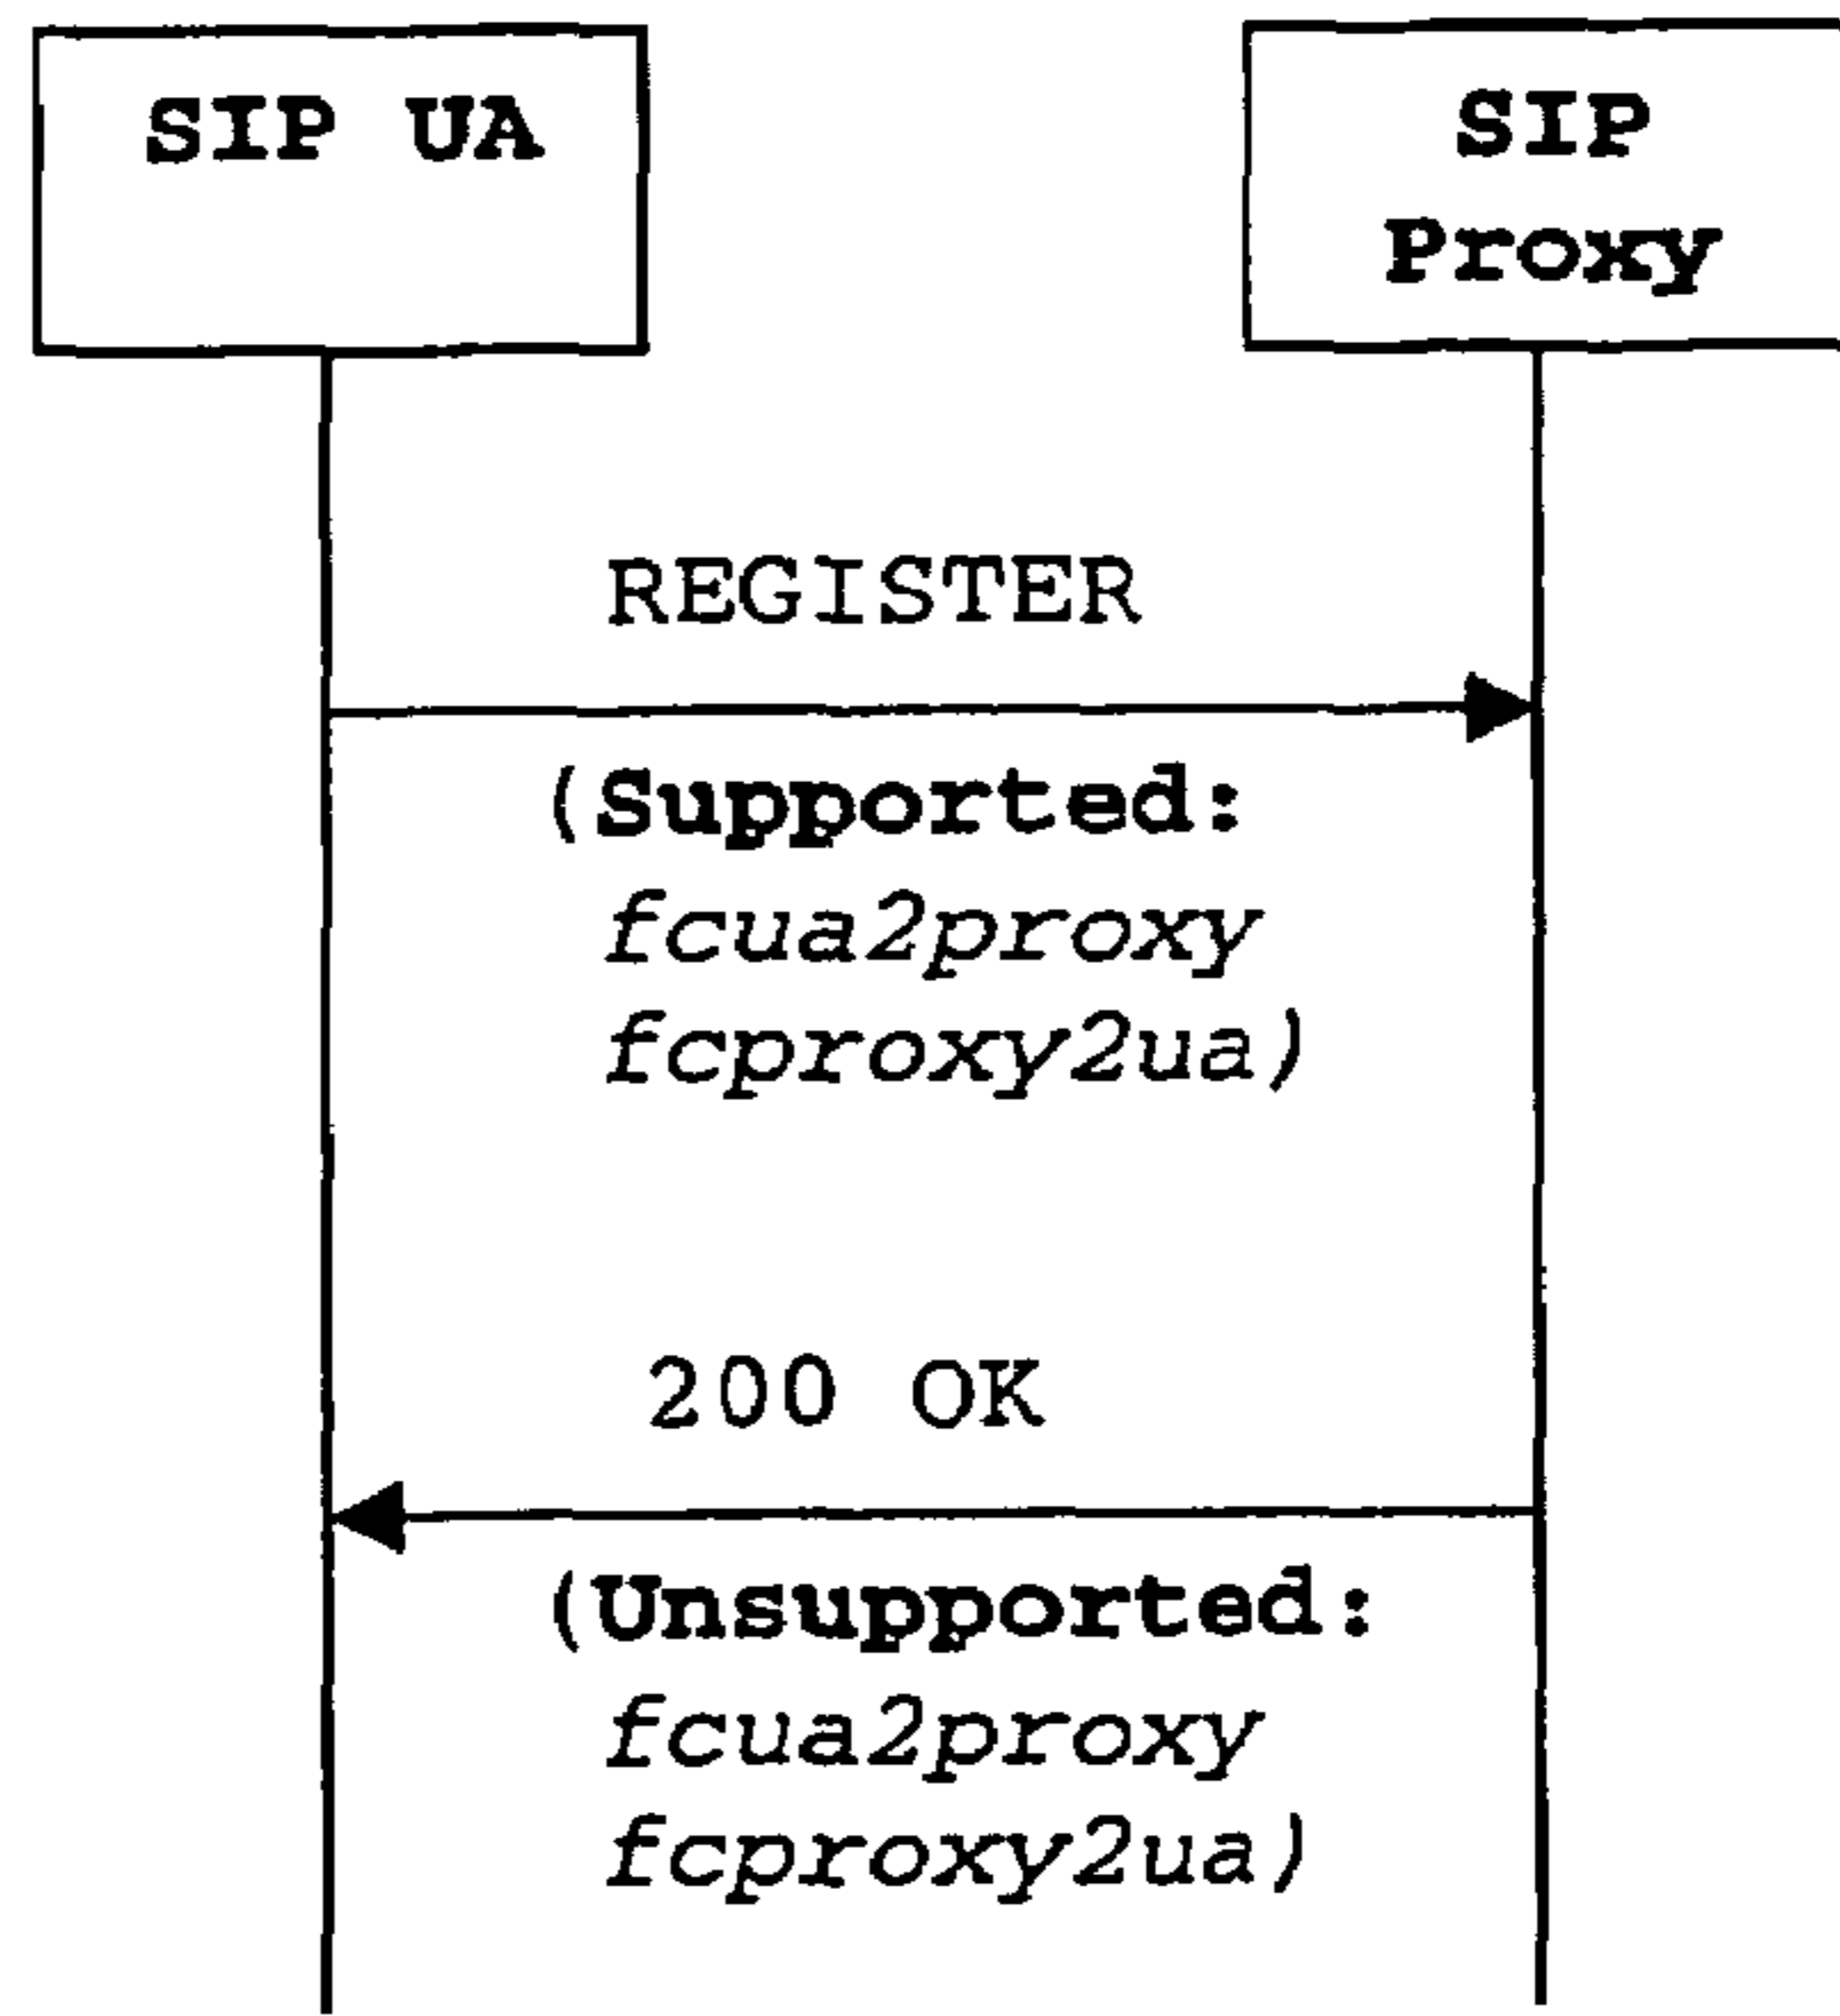 SIP UA
SIP
Proxy
REGISTER
(Supported:
fcua2proxy
fcproxy2ua)
200 OK
(Unsupported:
fcua2proxy
fcproxy2ua)